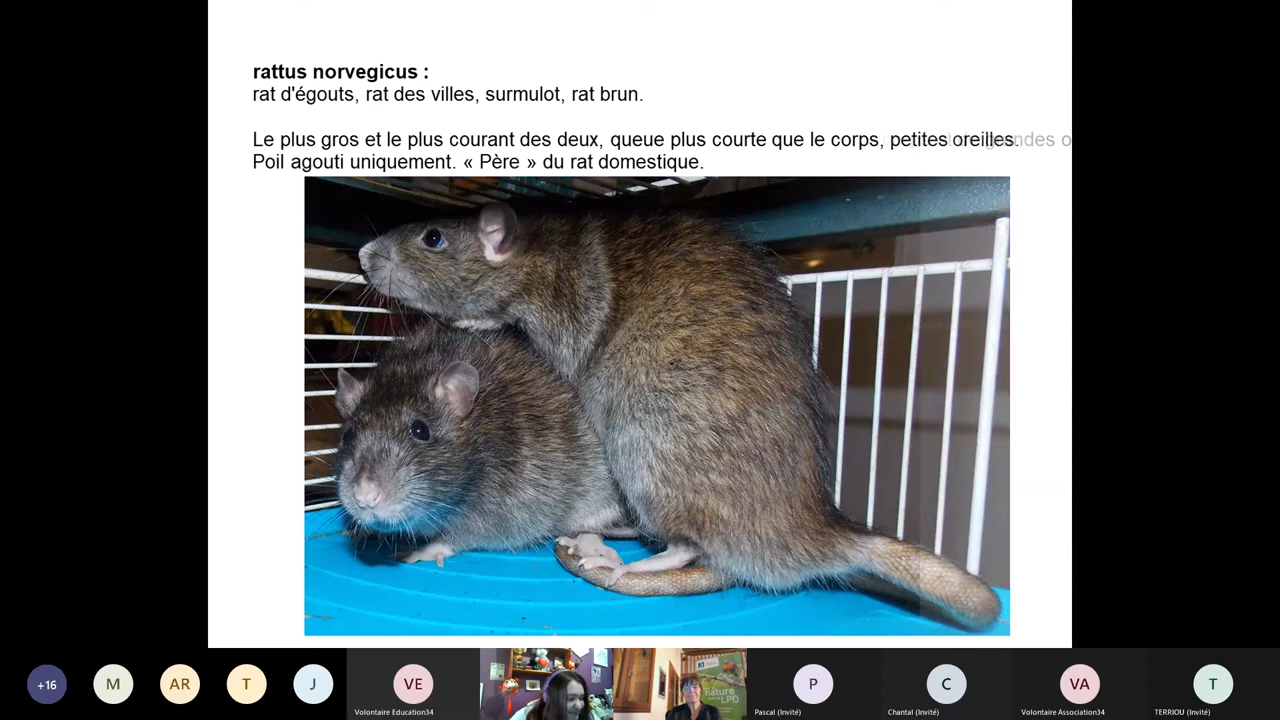 rattus norvegicus :
rat d'égouts, rat des villes, surmulot, rat brun.
Le plus gros et le plus courant des deux, queue plus courte que le corps, petites oreilles.
Poil agouti uniquement. « Père » du rat domestique.
+16
M
AR
T
J
VE
P
C
VA
T
nature
LPO
Volontaire Education34
Pascal (Invité)
Chantal (Invité)
Volontaire Association34
TERRIOU (Invité)